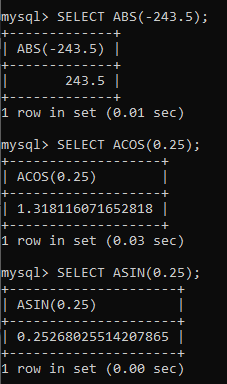 mysql> SELECT ABS(-243.5);
+-------------+
| ABS(-243.5) |
+-------------+
|       243.5 |
+-------------+
1 row in set (0.01 sec)
mysql> SELECT ACOS(0.25);
+-------------------+
| ACOS(0.25)        |
+-------------------+
| 1.318116071652818 |
+-------------------+
1 row in set (0.03 sec)
mysql> SELECT ASIN(0.25);
+---------------------+
| ASIN(0.25)          |
+---------------------+
| 0.25268025514207865 |
+---------------------+
1 row in set (0.00 sec)